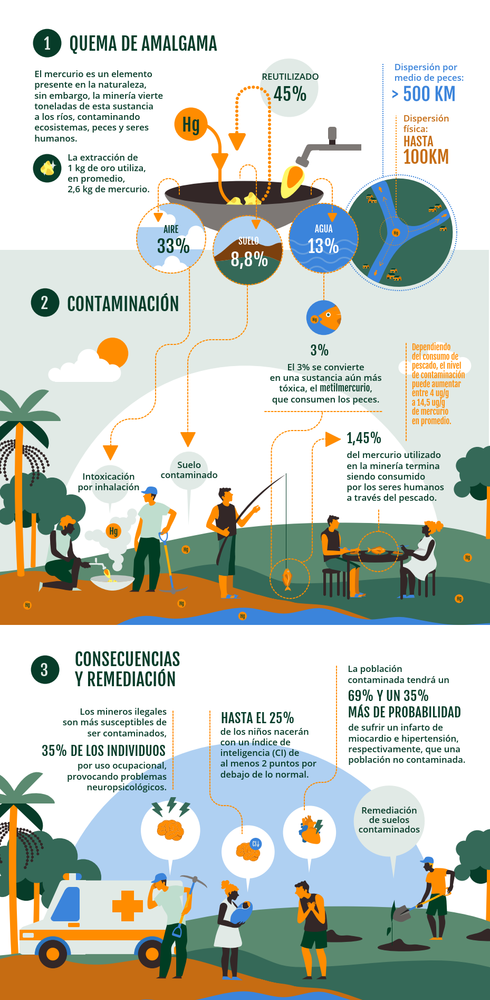 1
QUEMA DE AMALGAMA
El mercurio es un elemento
presente en la naturaleza,
sin embargo, la minería vierte
toneladas de esta sustancia
a los ríos, contaminando
ecosistemas, peces y seres
humanos.
La extracción de
1 kg de oro utiliza,
en promedio,
2,6 kg de mercurio.
Hg
REUTILIZADO
45%
Dispersión por
medio de peces:
> 500 KM
Dispersión
física:
HASTA
100KM
Hg
AIRE
33%
SUELO
8,8%
AGUA
13%
2
CONTAMINACIÓN
Hg
3%
El 3% se convierte
en una sustancia aún más
tóxica, el metilmercurio,
que consumen los peces.
Dependiendo
del consumo de
pescado, el nivel
de contaminación
puede aumentar
entre 4 ug/g
a 14,5 ug/g
de mercurio
en promedio.
1,45%
del mercurio utilizado
en la minería termina
siendo consumido
por los seres humanos
a través del pescado.
Intoxicación
por inhalación
Suelo
contaminado
Hg
Hg
Hg
Hg
Hg
Hg
Hg
3
CONSECUENCIAS
Y REMEDIACIÓN
Los mineros ilegales
son más susceptibles de
ser contaminados,
35% DE LOS INDIVIDUOS
por uso ocupacional,
provocando problemas
neuropsicológicos.
HASTA EL 25%
de los niños nacerán
con un índice de
inteligencia (CI) de
al menos 2 puntos por
debajo de lo normal.
La población
contaminada tendrá un
69% Y UN 35%
MÁS DE PROBABILIDAD
de sufrir un infarto de
miocardio e hipertensión,
respectivamente, que una
población no contaminada.
CI↓
Remediación
de suelos
contaminados